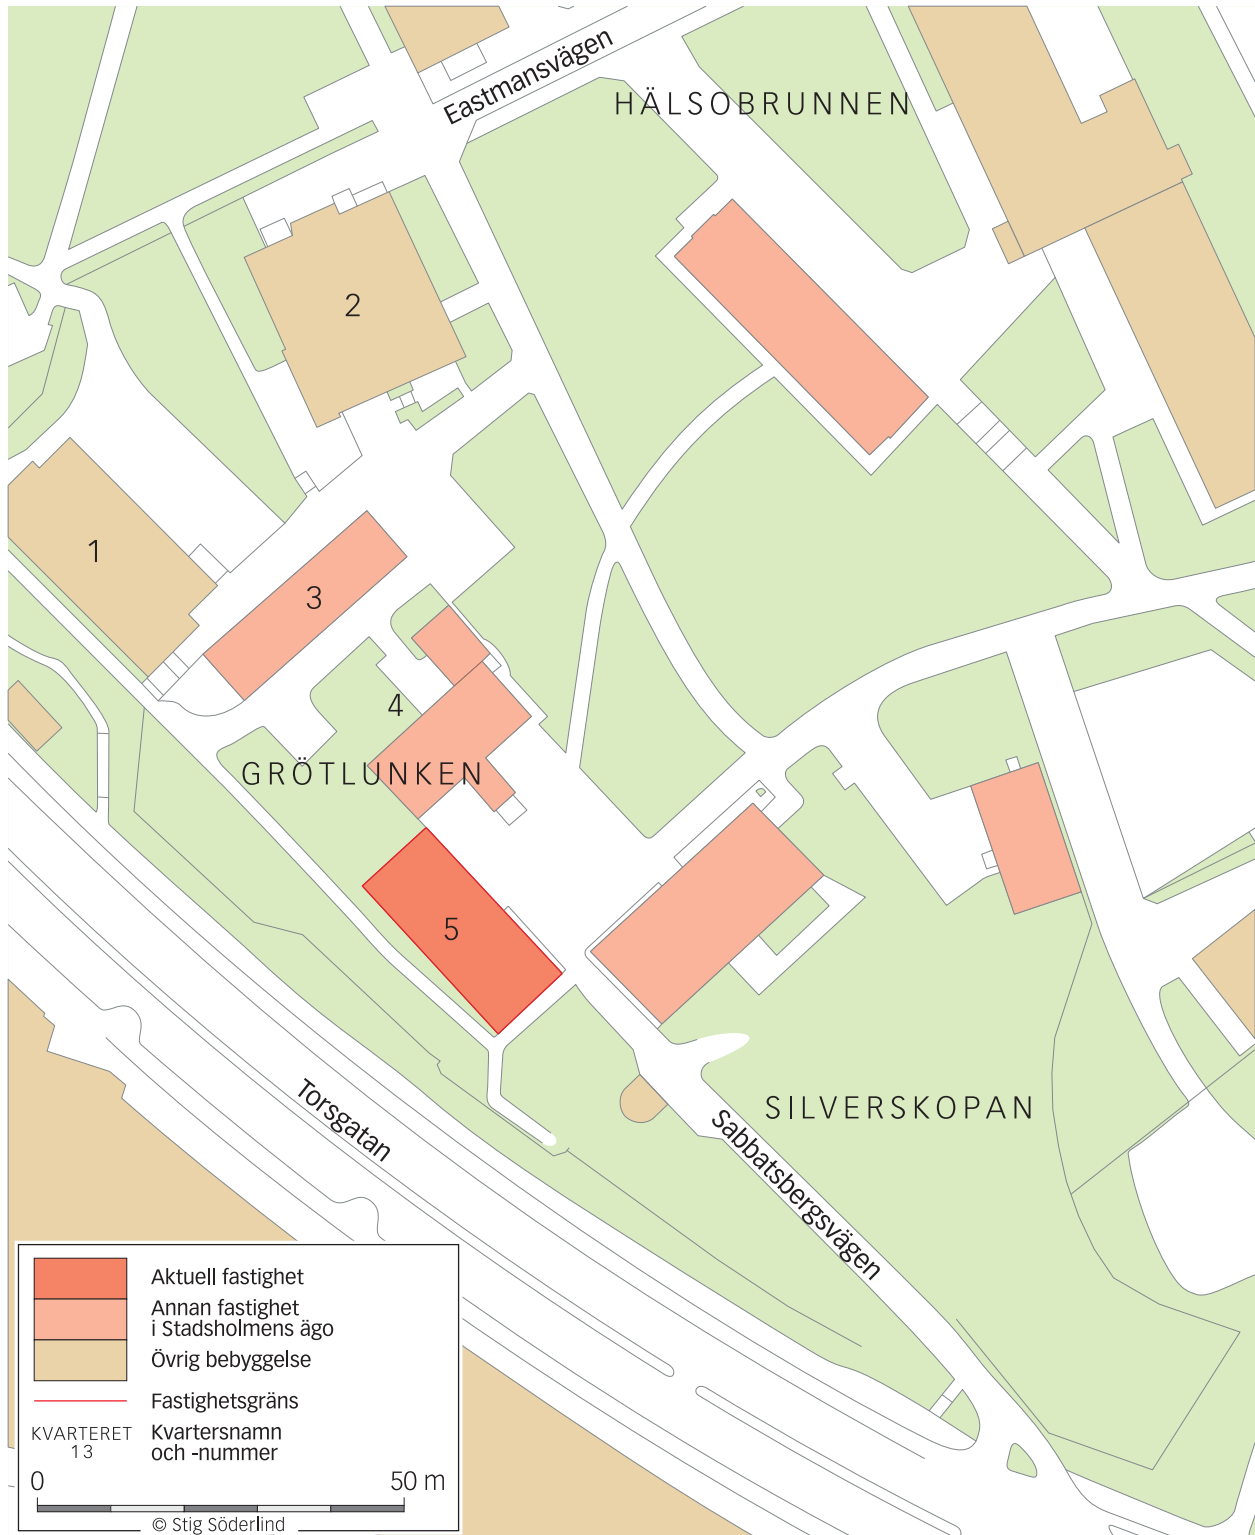 Eastmansvägen
HÄLSOBRUNNEN
2
1
3
4
GRÖTLUNKEN
5
SILVERSKOPAN
Torsgatan
Sabbatsbergsvägen
Aktuell fastighet
Annan fastighet
i Stadsholmens ägo
Övrig bebyggelse
Fastighetsgräns
KVARTERET
13
Kvartersnamn
och -nummer
0 50 m
© Stig Söderlind